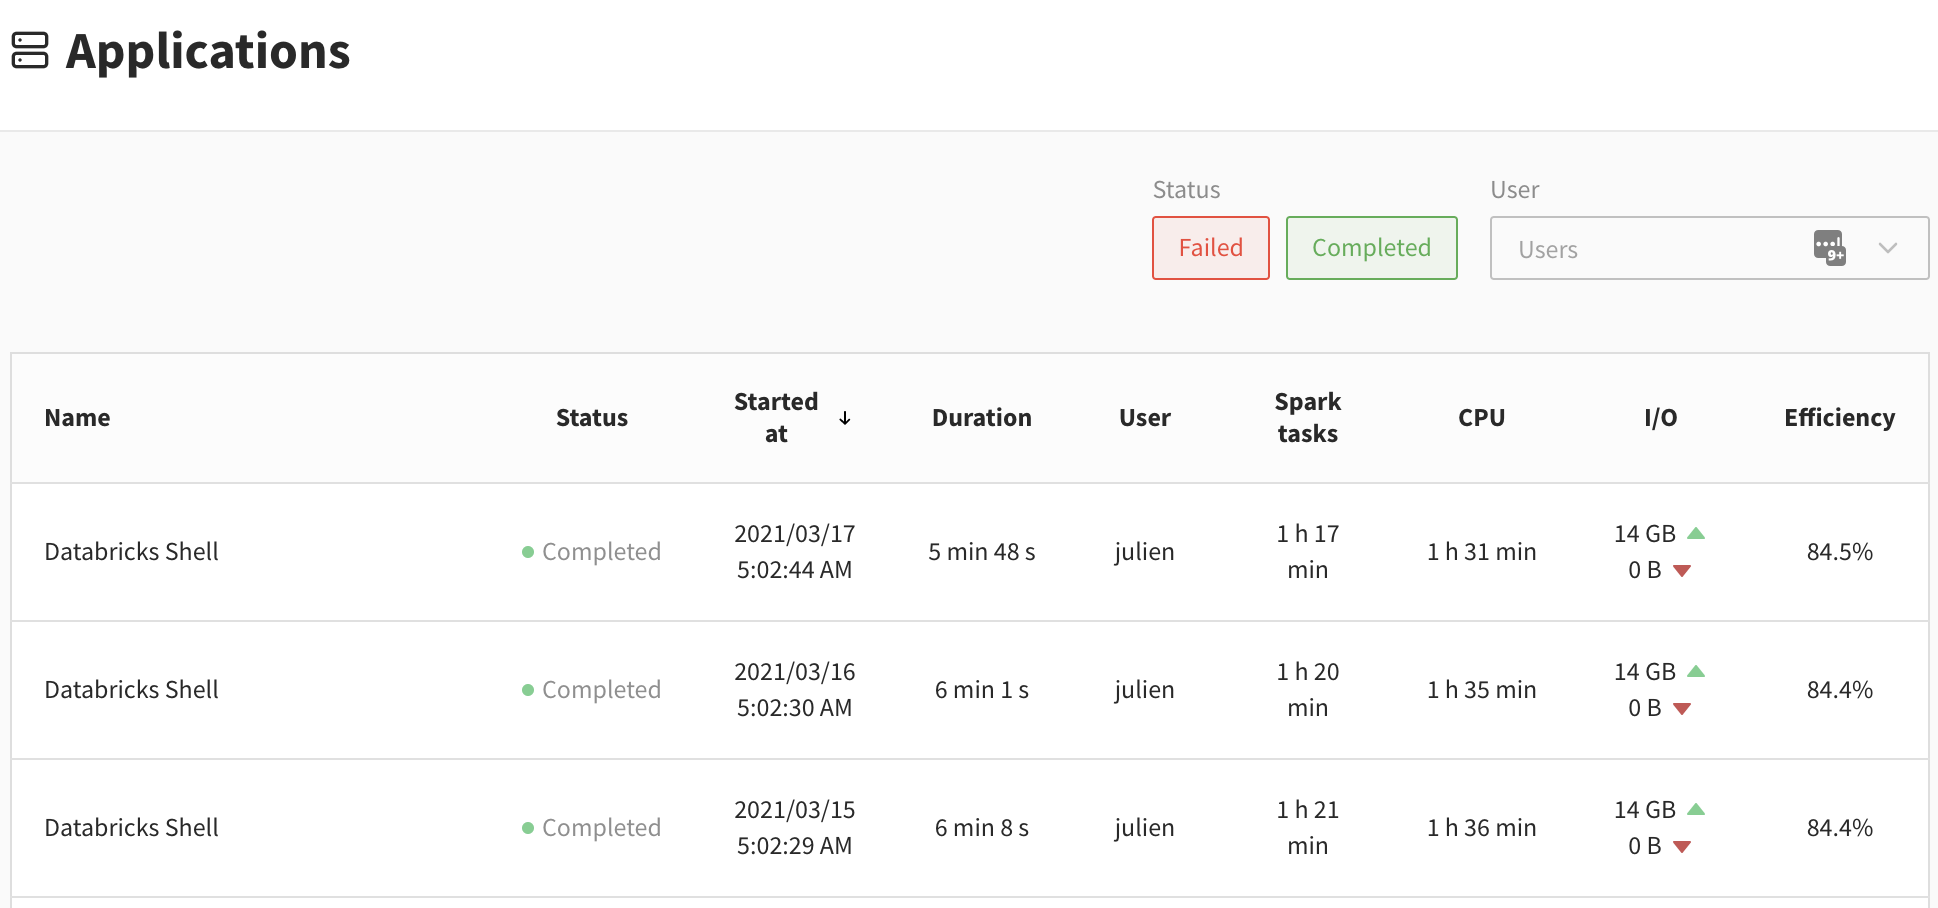 Applications
Status
User
Failed
Completed
Users
9+
Name
Status
Started
at
Duration
User
Spark
tasks
CPU
I/O
Efficiency
Databricks Shell
Completed
2021/03/17
5:02:44 AM
5 min 48 s
julien
1 h 17
min
1 h 31 min
14 GB
0 B
84.5%
Databricks Shell
Completed
2021/03/16
5:02:30 AM
6 min 1 s
julien
1 h 20
min
1 h 35 min
14 GB
0 B
84.4%
Databricks Shell
Completed
2021/03/15
5:02:29 AM
6 min 8 s
julien
1 h 21
min
1 h 36 min
14 GB
0 B
84.4%